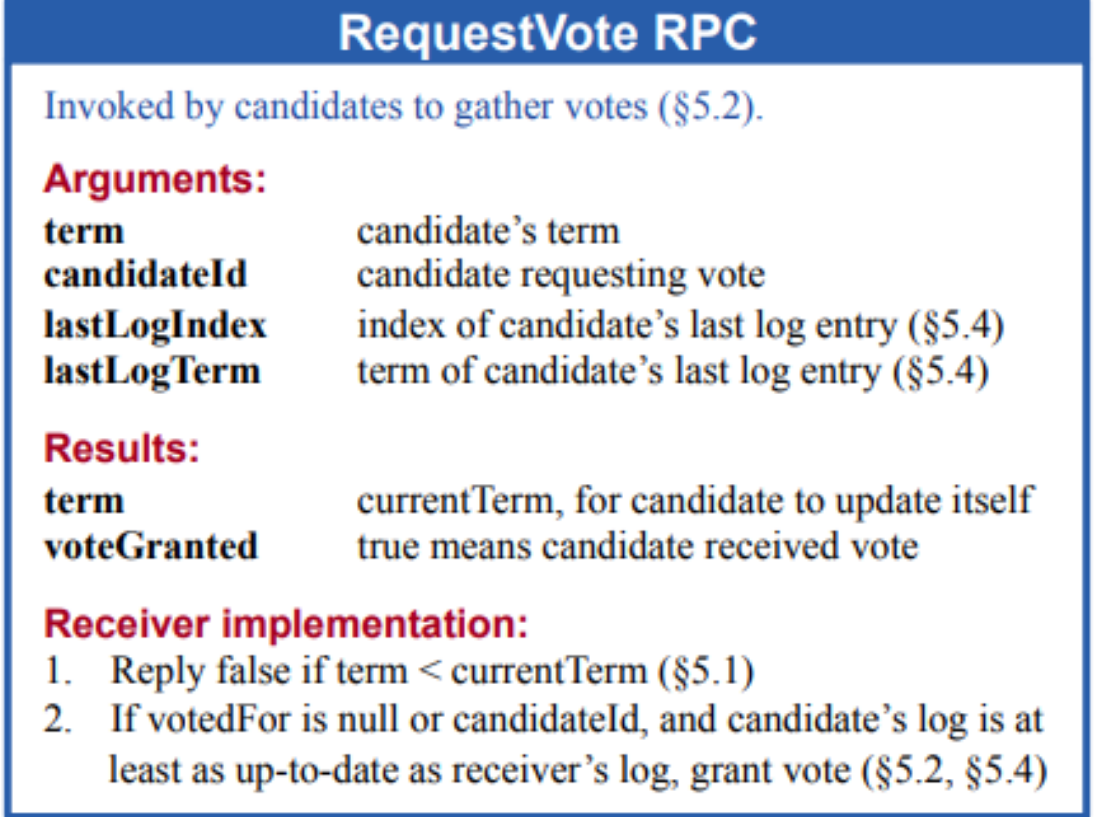 RequestVote RPC
Invoked by candidates to gather votes (§5.2).
Arguments:
term candidate’s term
candidateId candidate requesting vote
lastLogIndex index of candidate’s last log entry (§5.4)
lastLogTerm term of candidate’s last log entry (§5.4)
Results:
term currentTerm, for candidate to update itself
voteGranted true means candidate received vote
Receiver implementation:
1. Reply false if term < currentTerm (§5.1)
2. If votedFor is null or candidateId, and candidate’s log is at
least as up-to-date as receiver’s log, grant vote (§5.2, §5.4)